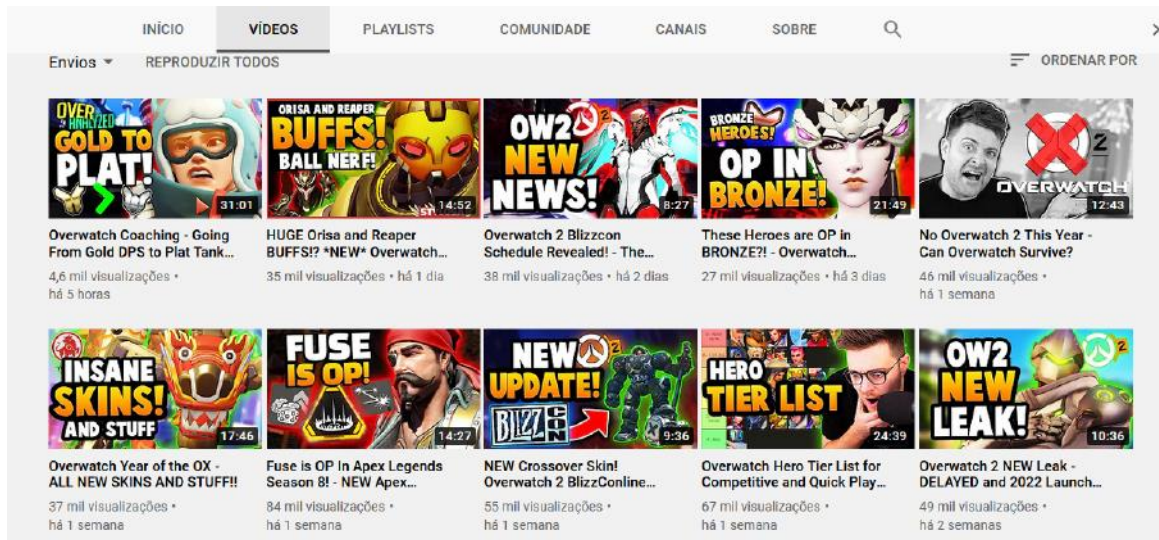 INÍCIO VÍDEOS PLAYLISTS COMUNIDADE CANAIS SOBRE
Envios REPRODUZIR TODOS ORDENAR POR
OVER
ANALYZED
GOLD TO
PLAT!
31:01
ORISA AND REAPER
BUFFS!
BALL NERF!
14:52
OW2 2
NEW
NEWS!
8:27
BRONZE
HEROES!
OP IN
BRONZE!
21:49
2
OVERWATCH
12:43
Overwatch Coaching - Going
From Gold DPS to Plat Tank...
4,6 mil visualizações •
há 5 horas
HUGE Orisa and Reaper
BUFFS!? *NEW* Overwatch...
35 mil visualizações • há 1 dia
Overwatch 2 Blizzcon
Schedule Revealed! - The...
38 mil visualizações • há 2 dias
These Heroes are OP in
BRONZE?! - Overwatch...
27 mil visualizações • há 3 dias
No Overwatch 2 This Year -
Can Overwatch Survive?
46 mil visualizações •
há 1 semana
INSANE
SKINS!
AND STUFF
17:46
FUSE
IS OP!
14:27
NEW 2
UPDATE!
BLIZZCON
9:36
HERO
TIER LIST
24:39
OW2 2
NEW
LEAK!
10:36
Overwatch Year of the OX -
ALL NEW SKINS AND STUFF!!
37 mil visualizações •
há 1 semana
Fuse is OP In Apex Legends
Season 8! - NEW Apex...
84 mil visualizações •
há 1 semana
NEW Crossover Skin!
Overwatch 2 BlizzConline...
55 mil visualizações •
há 1 semana
Overwatch Hero Tier List for
Competitive and Quick Play...
67 mil visualizações •
há 1 semana
Overwatch 2 NEW Leak -
DELAYED and 2022 Launch...
49 mil visualizações •
há 2 semanas